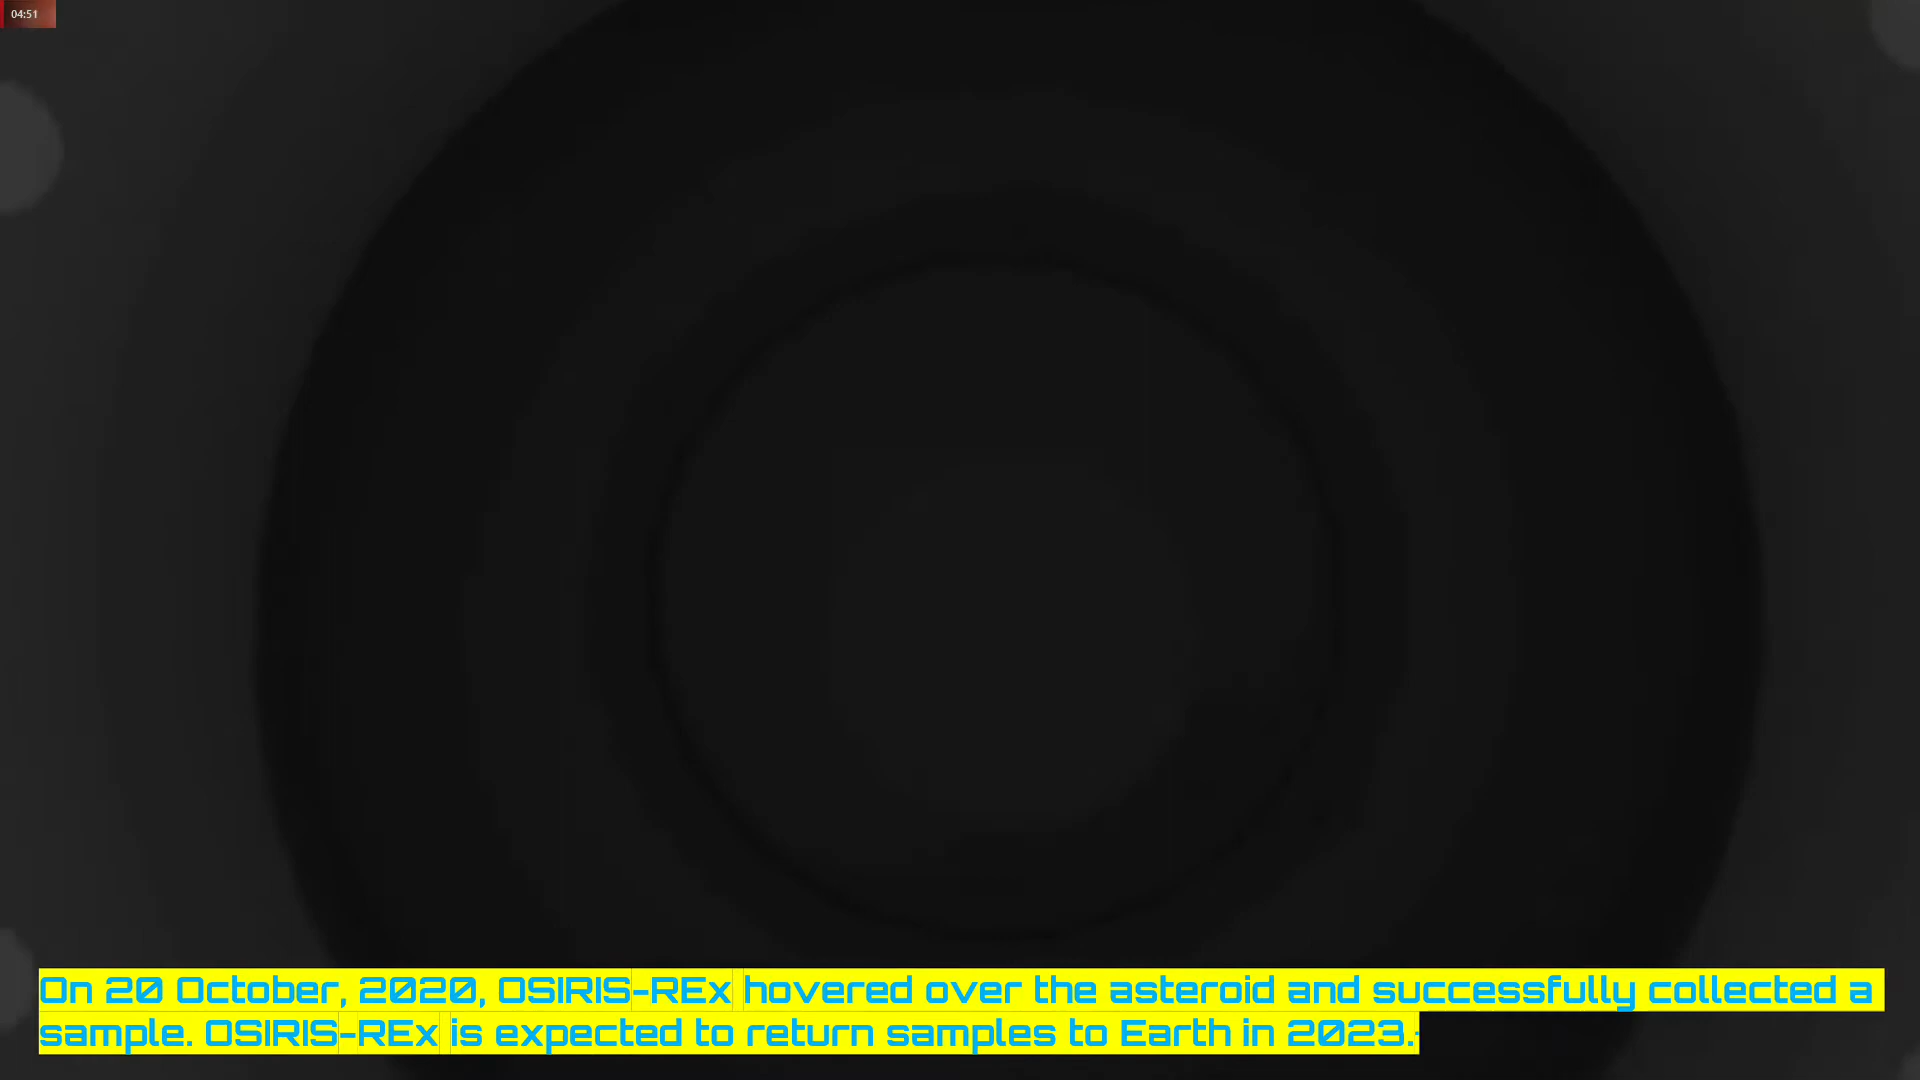 04:51
On 20 October, 2020, OSIRIS-REx hovered over the asteroid and successfully collected a
sample. OSIRIS-REx is expected to return samples to Earth in 2023.